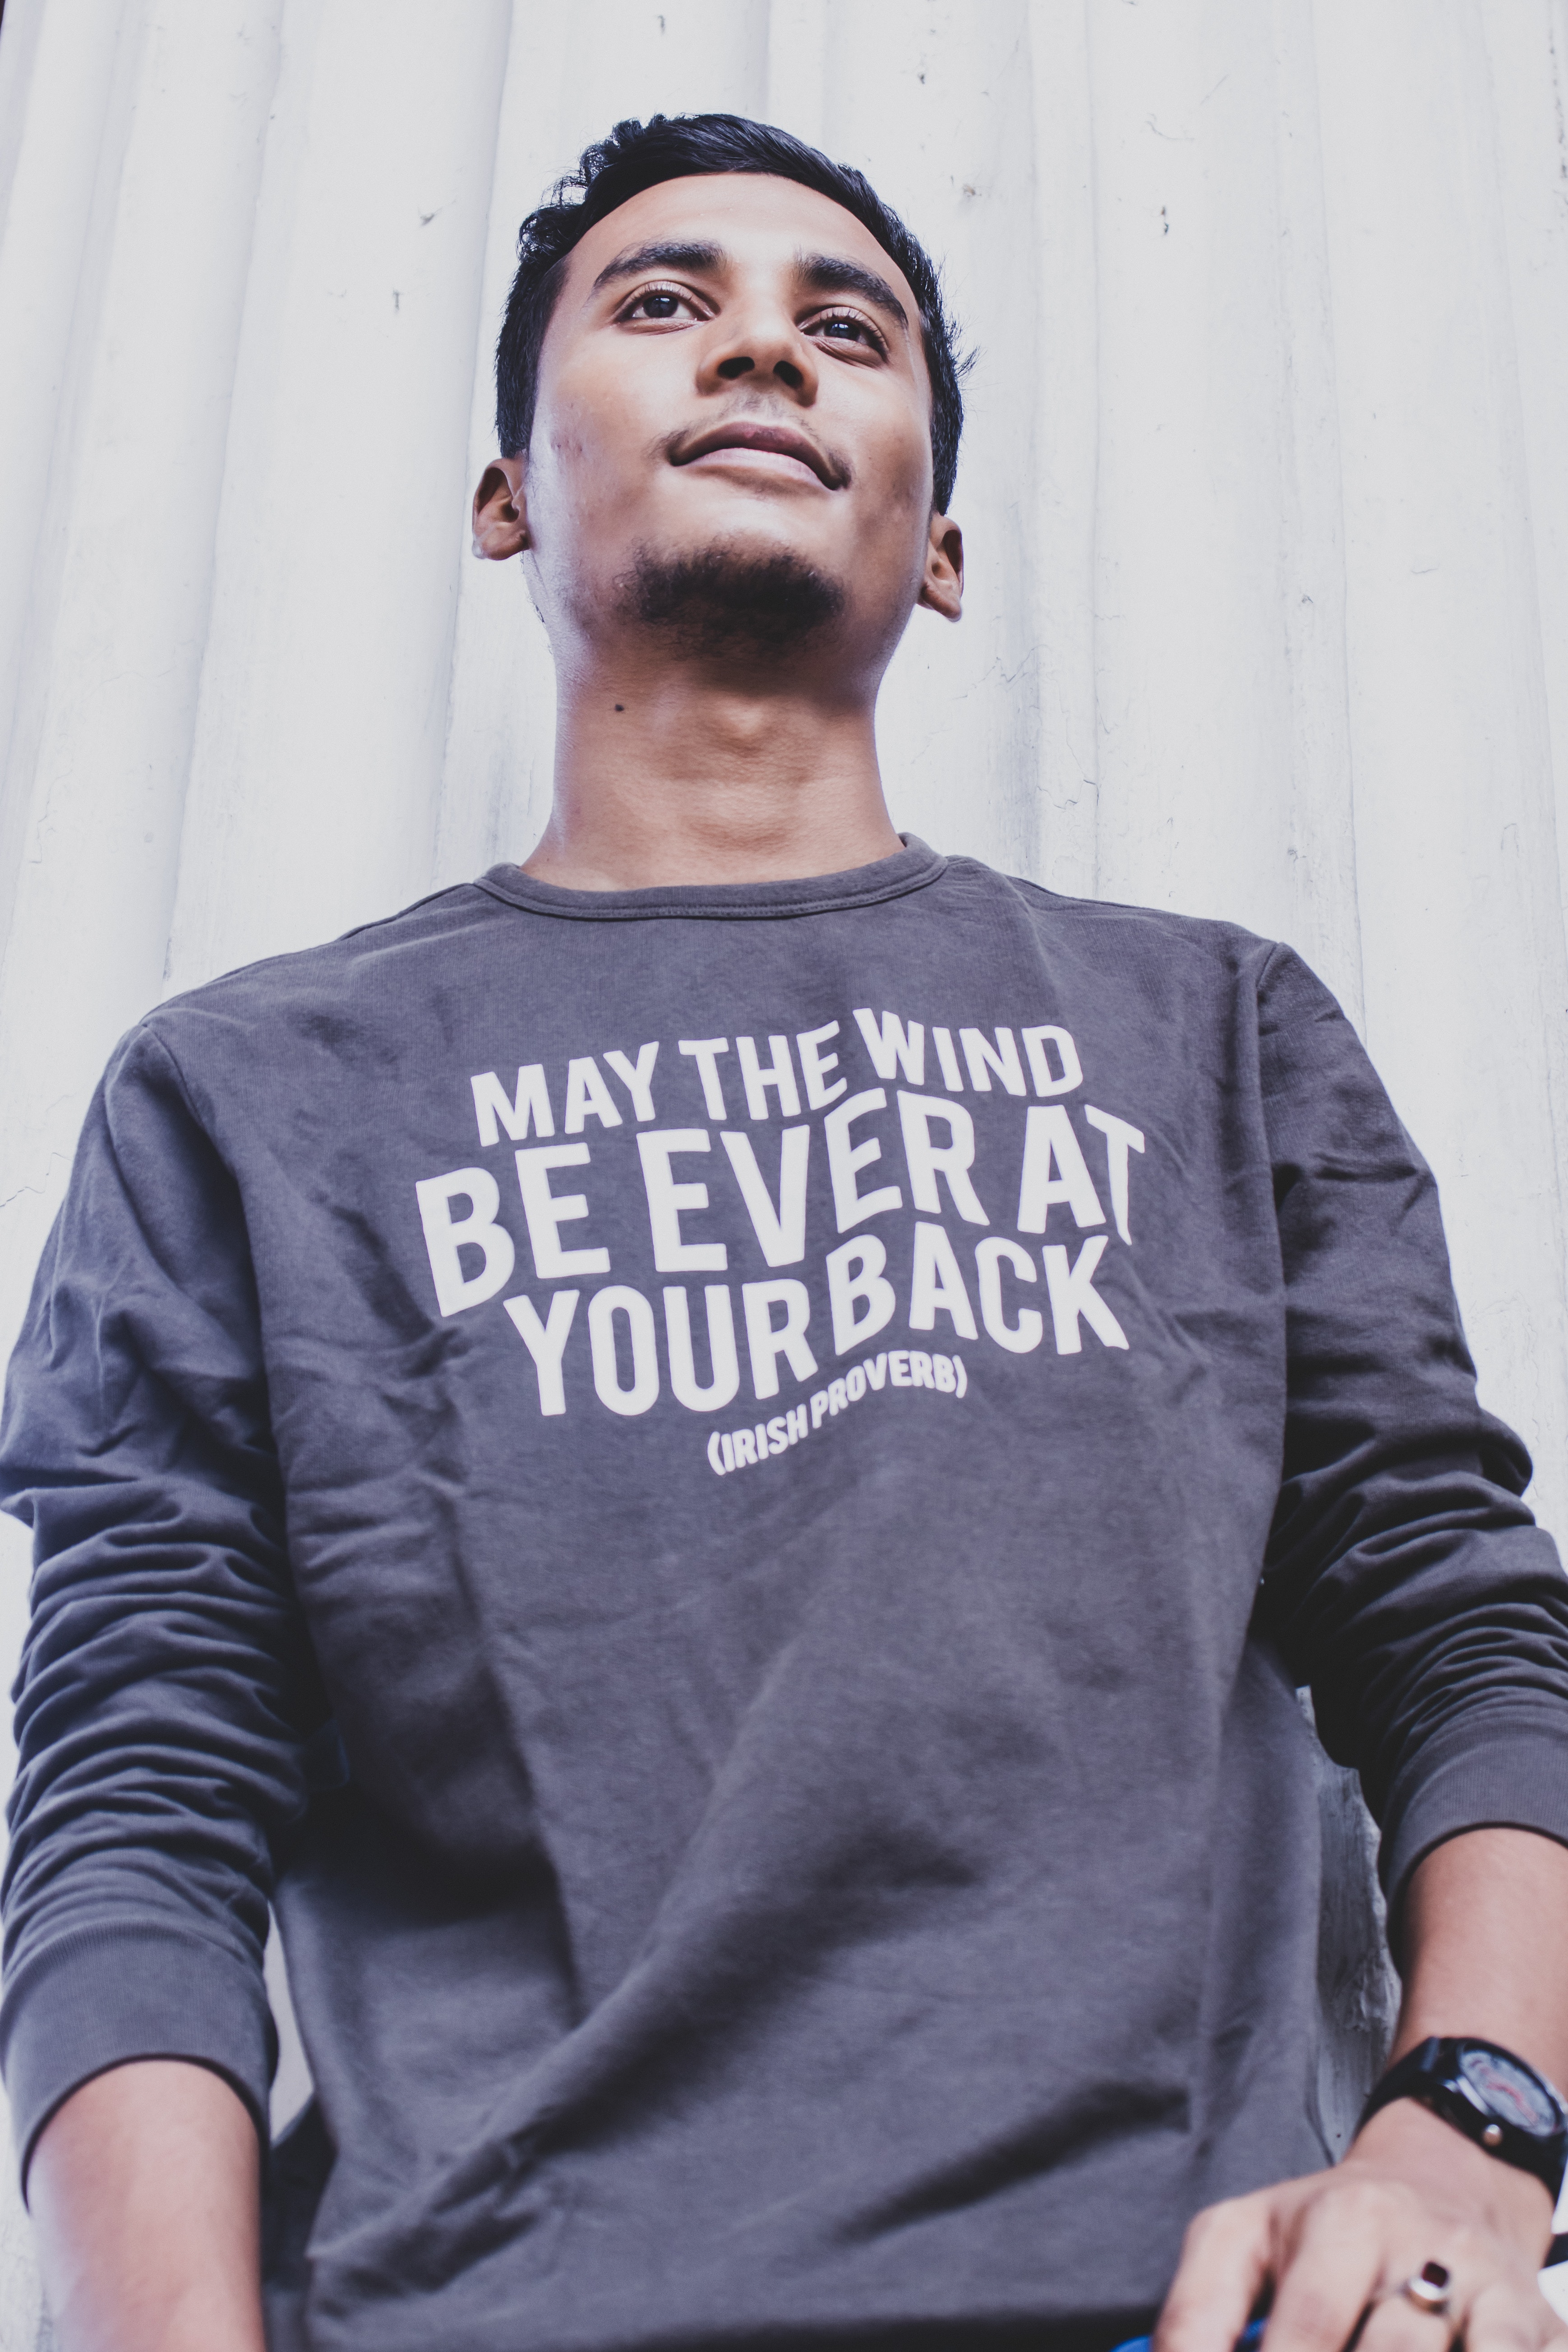 MAY THE WIND
BE EVER AT
YOUR BACK
(IRISH PROVERB)